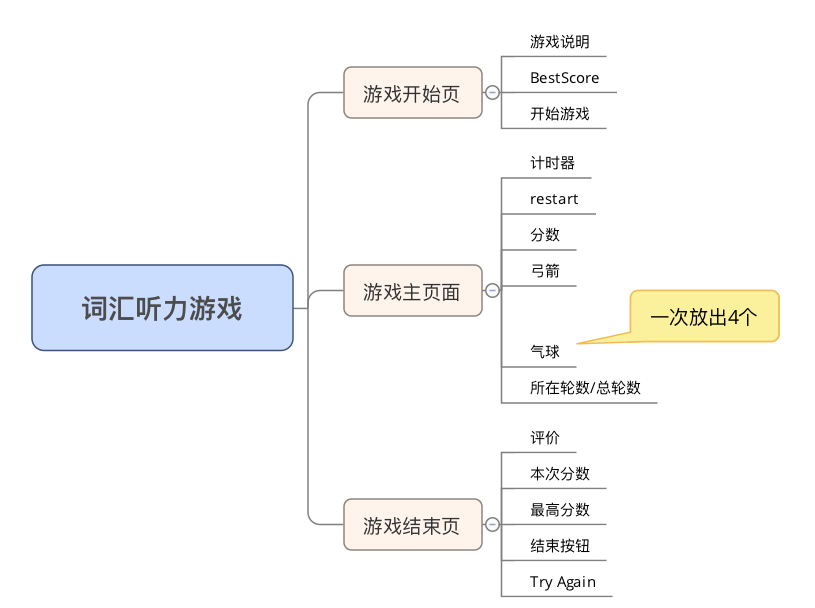 词汇听力游戏
游戏开始页
游戏说明
BestScore
开始游戏
游戏主页面
计时器
restart
分数
弓箭
气球
一次放出4个
所在轮数/总轮数
游戏结束页
评价
本次分数
最高分数
结束按钮
Try Again